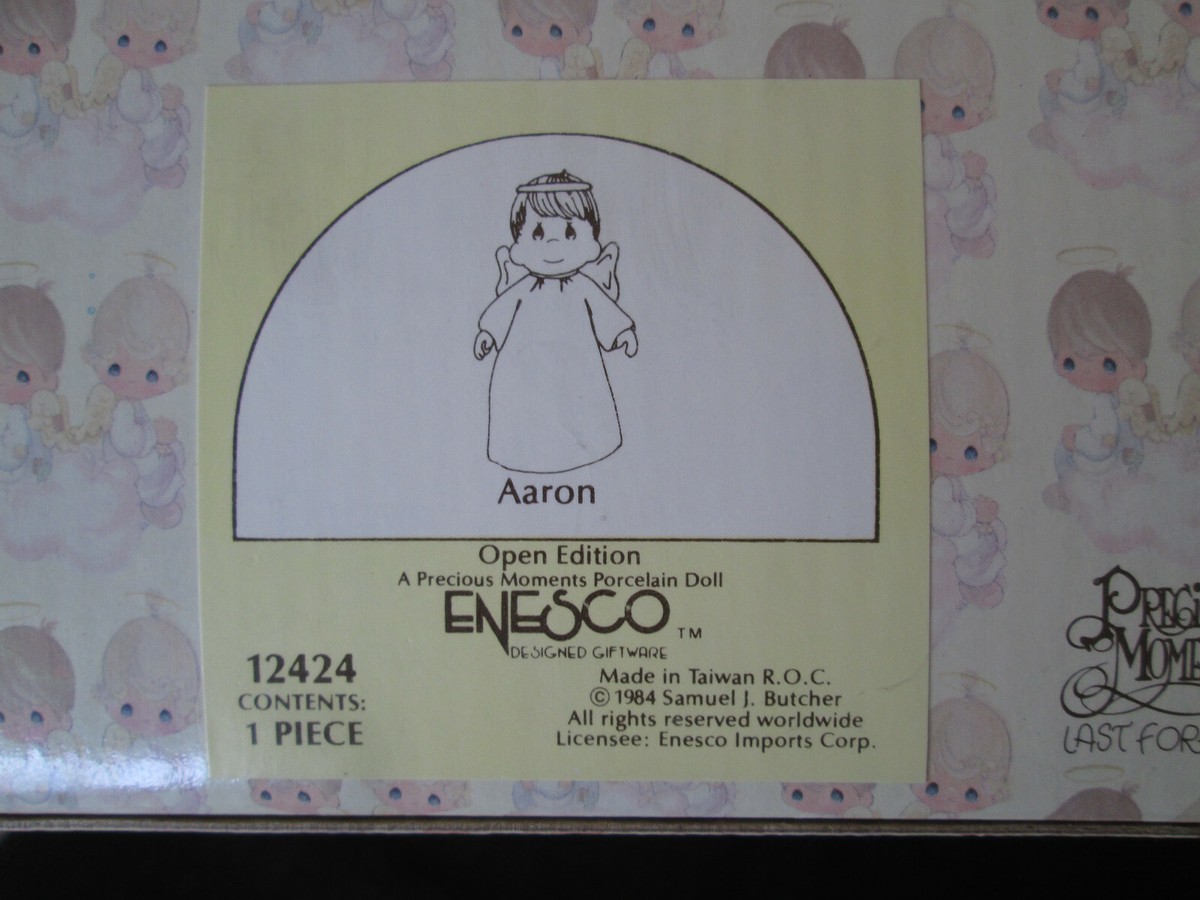 Aaron
Open Edition
A Precious Moments Porcelain Doll
ENESCO TM
DESIGNED GIFTWARE
12424
CONTENTS:
1 PIECE
Made in Taiwan R.O.C.
© 1984 Samuel J. Butcher
All rights reserved worldwide
Licensee: Enesco Imports Corp.
LAST